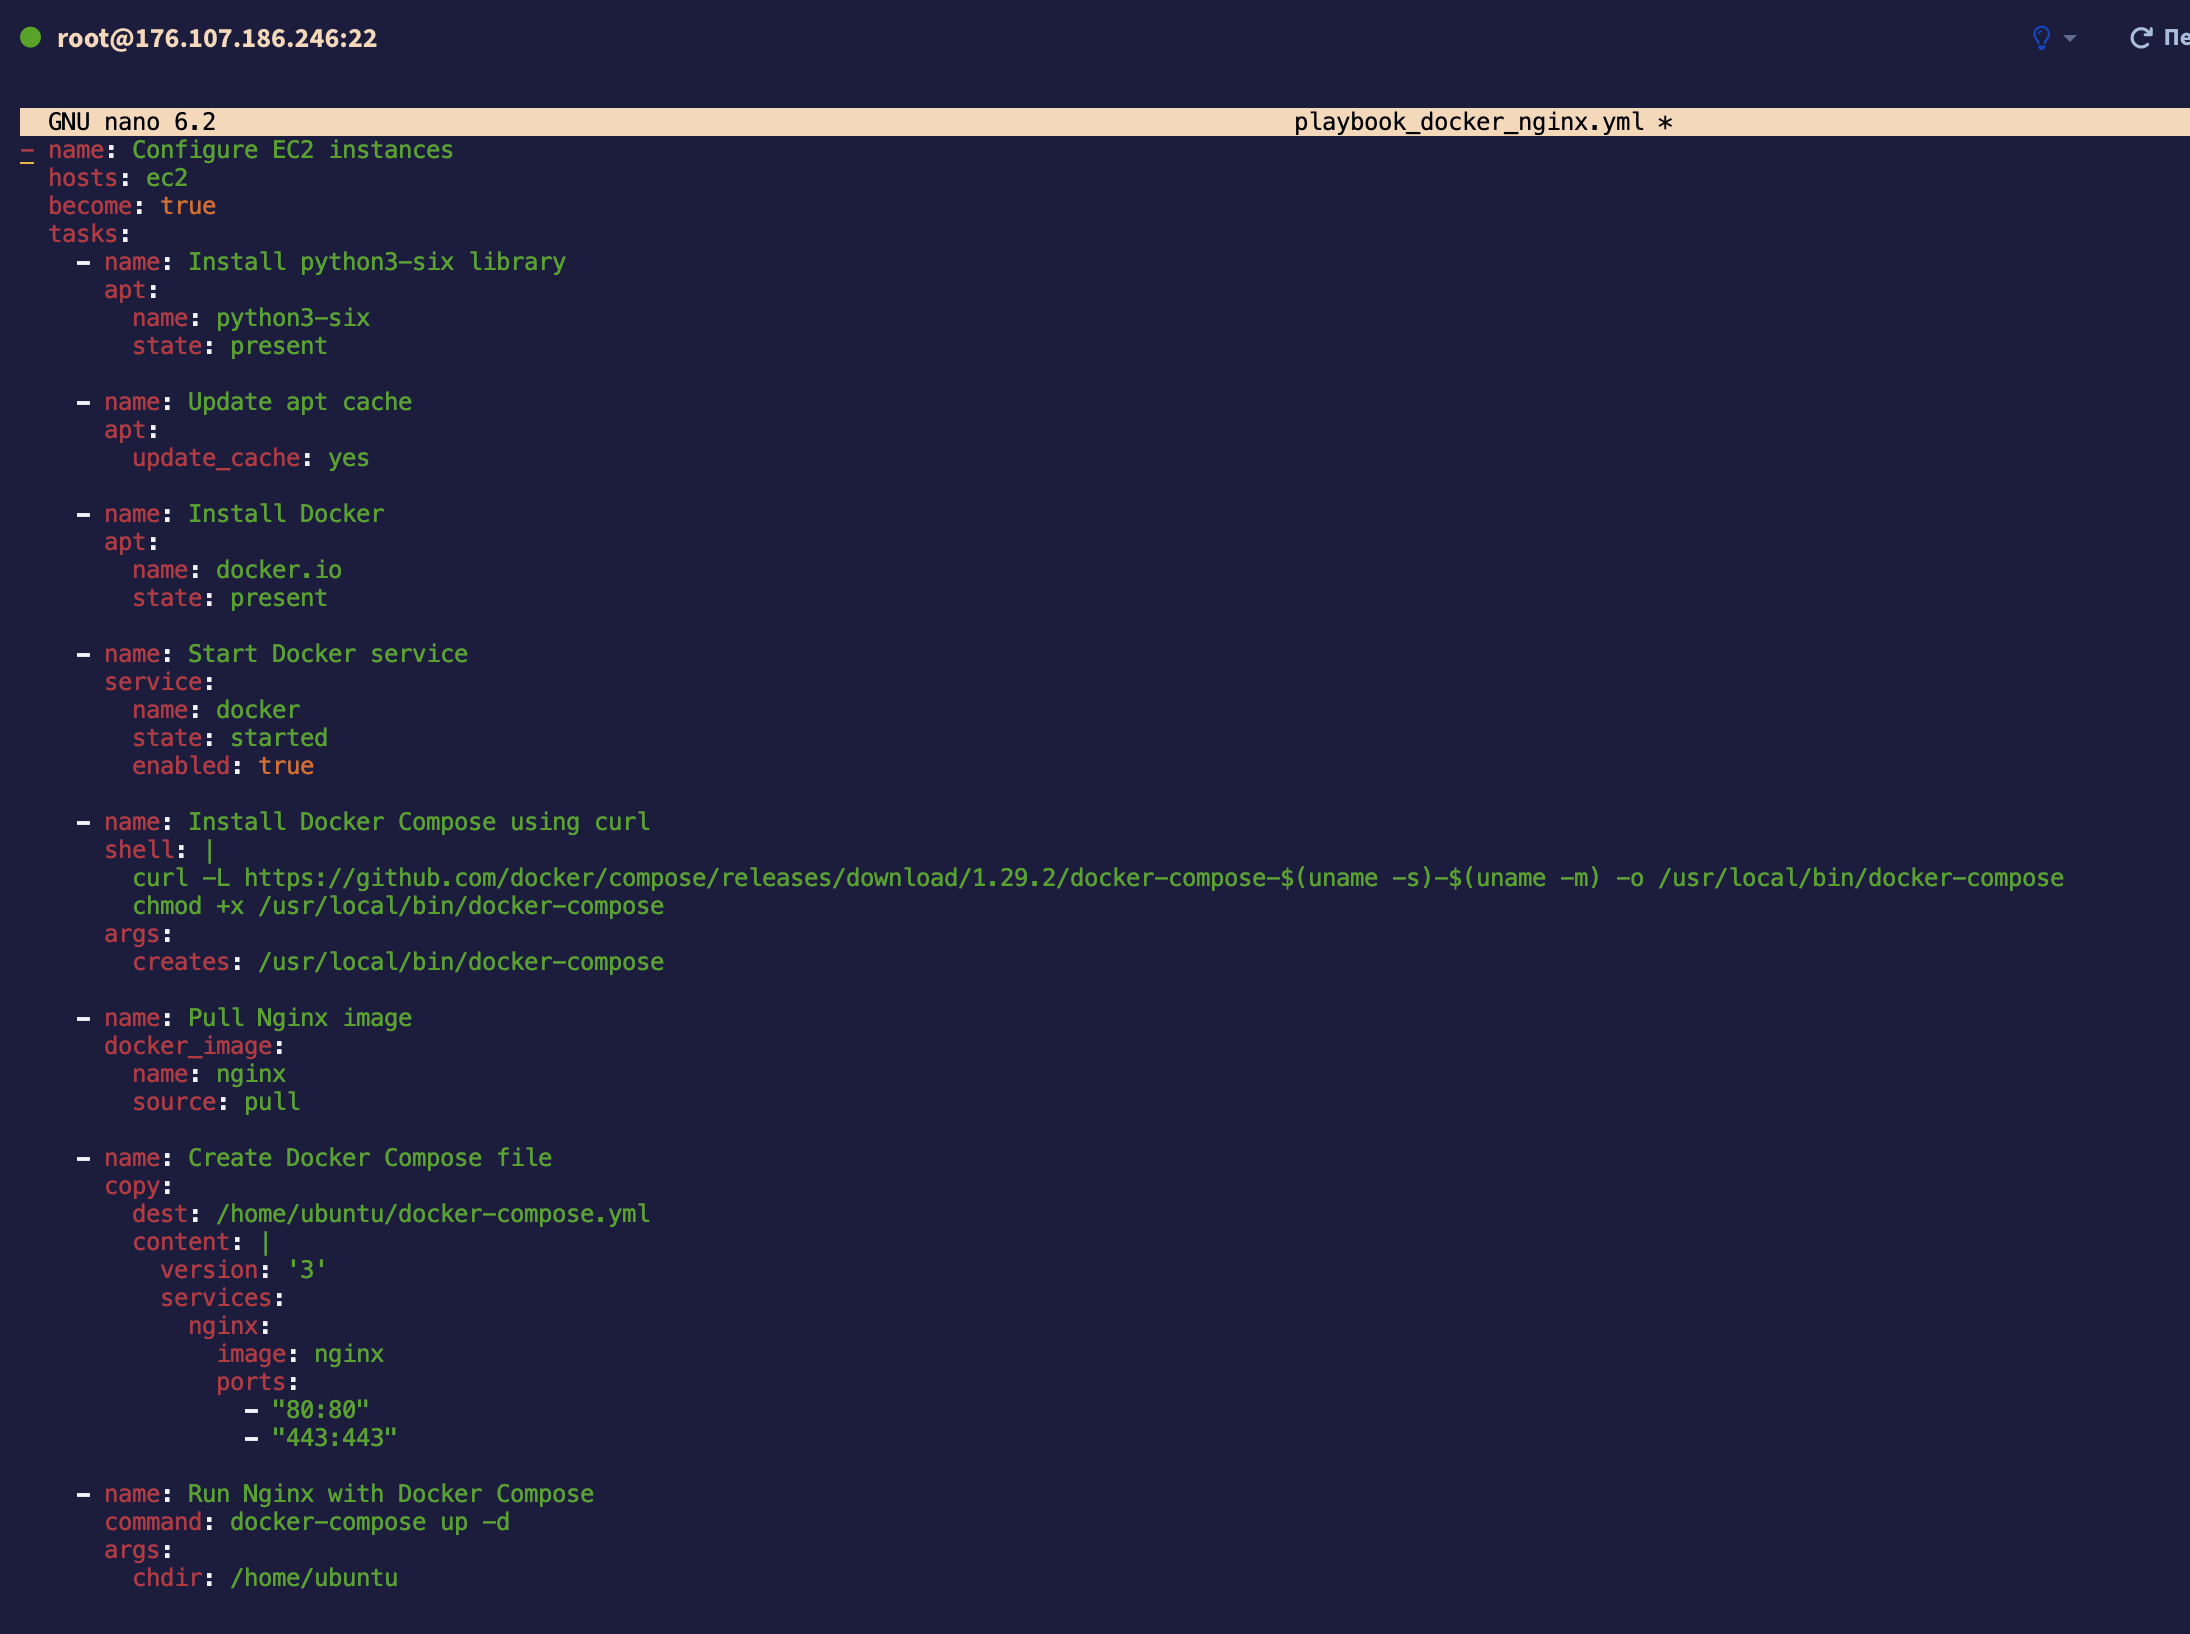 root@176.107.186.246:22
GNU nano 6.2 playbook_docker_nginx.yml *
- name: Configure EC2 instances
  hosts: ec2
  become: true
  tasks:
    - name: Install python3-six library
      apt:
        name: python3-six
        state: present

    - name: Update apt cache
      apt:
        update_cache: yes

    - name: Install Docker
      apt:
        name: docker.io
        state: present

    - name: Start Docker service
      service:
        name: docker
        state: started
        enabled: true

    - name: Install Docker Compose using curl
      shell: |
        curl -L https://github.com/docker/compose/releases/download/1.29.2/docker-compose-$(uname -s)-$(uname -m) -o /usr/local/bin/docker-compose
        chmod +x /usr/local/bin/docker-compose
      args:
        creates: /usr/local/bin/docker-compose

    - name: Pull Nginx image
      docker_image:
        name: nginx
        source: pull

    - name: Create Docker Compose file
      copy:
        dest: /home/ubuntu/docker-compose.yml
        content: |
          version: '3'
          services:
            nginx:
              image: nginx
              ports:
                - "80:80"
                - "443:443"

    - name: Run Nginx with Docker Compose
      command: docker-compose up -d
      args:
        chdir: /home/ubuntu